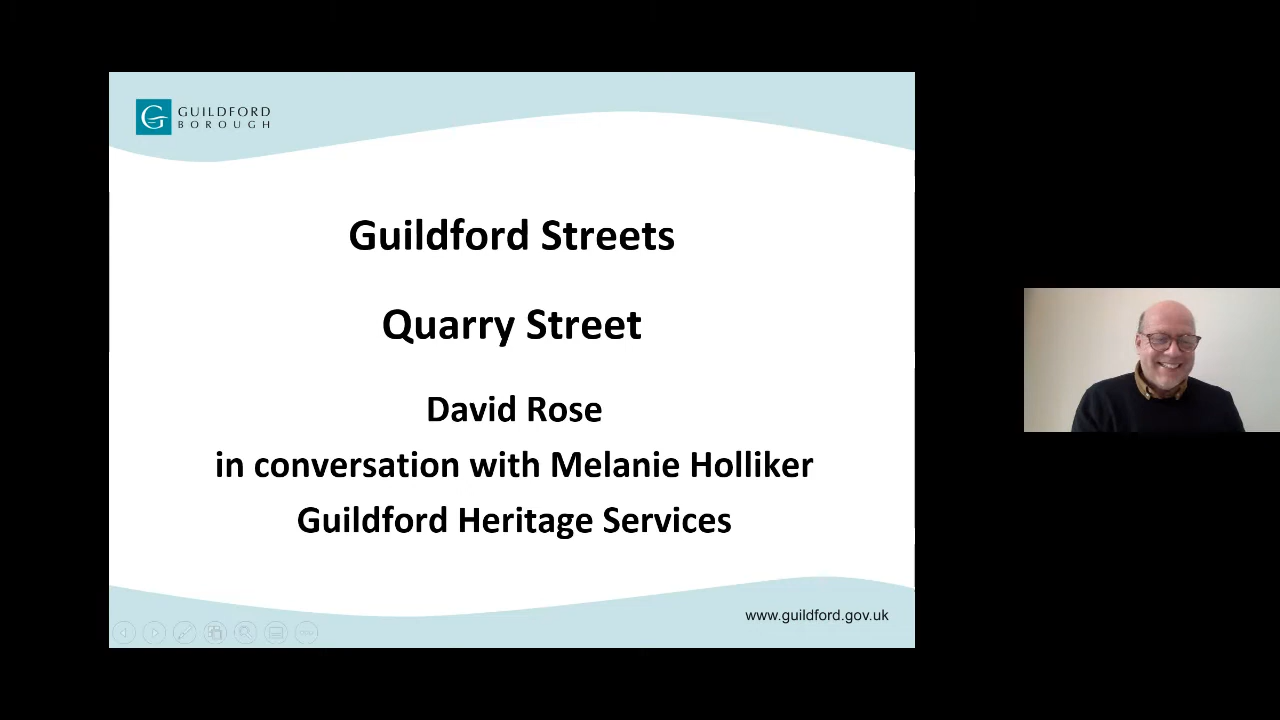 GUILDFORD
BOROUGH
Guildford Streets
Quarry Street
David Rose
in conversation with Melanie Holliker
Guildford Heritage Services
www.guildford.gov.uk